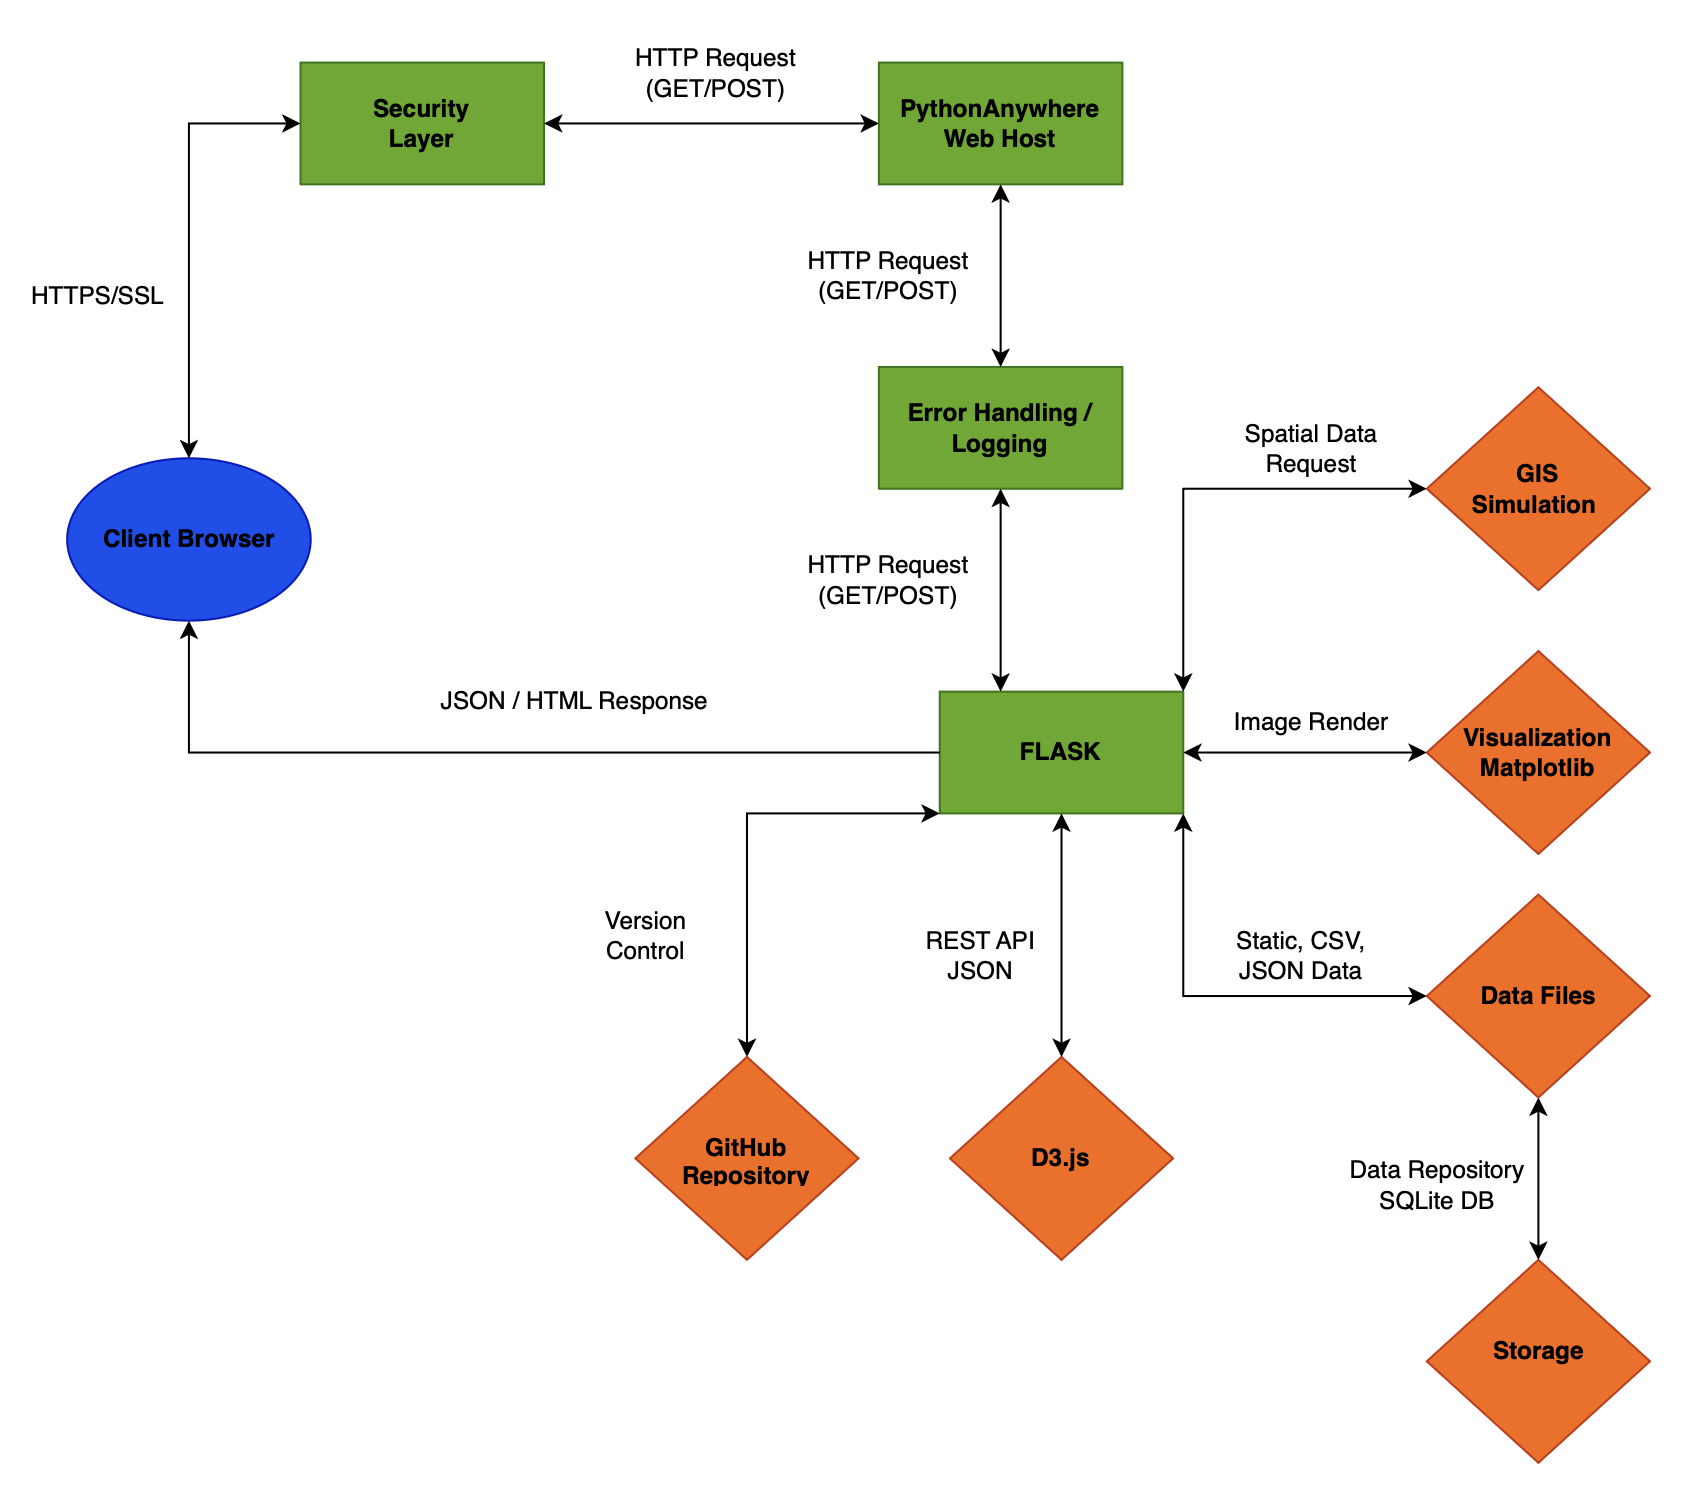 HTTP Request
(GET/POST)
Security
Layer
PythonAnywhere
Web Host
HTTP Request
(GET/POST)
HTTPS/SSL
Error Handling /
Logging
Spatial Data
Request
GIS
Simulation
Client Browser
HTTP Request
(GET/POST)
JSON / HTML Response
FLASK
Image Render
Visualization
Matplotlib
Version
Control
REST API
JSON
Static, CSV,
JSON Data
Data Files
GitHub
Repository
D3.js
Data Repository
SQLite DB
Storage